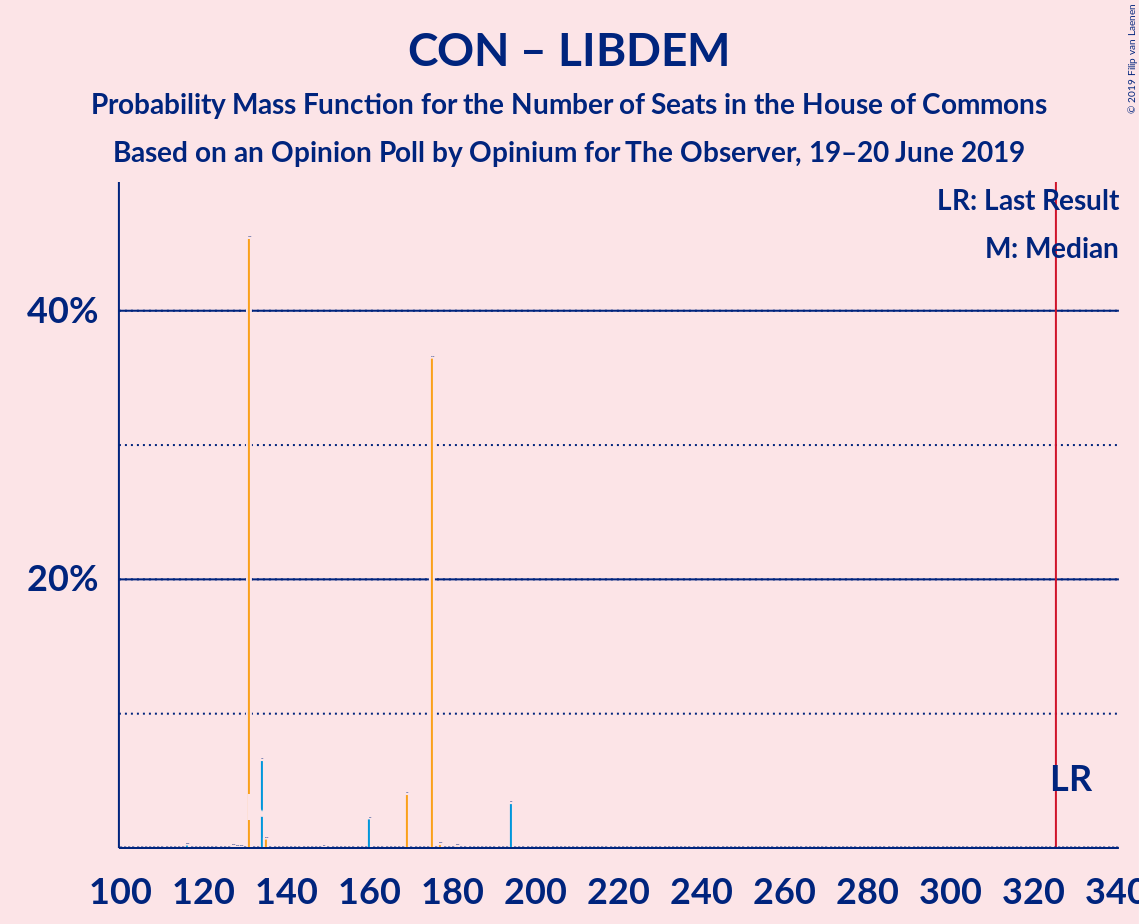 CON – LIBDEM
Probability Mass Function for the Number of Seats in the House of Commons
Based on an Opinion Poll by Opinium for The Observer, 19–20 June 2019
© 2019 Filip van Laenen
LR: Last Result
M: Median
40%
20%
LR
100 120 140 160 180 200 220 240 260 280 300 320 340